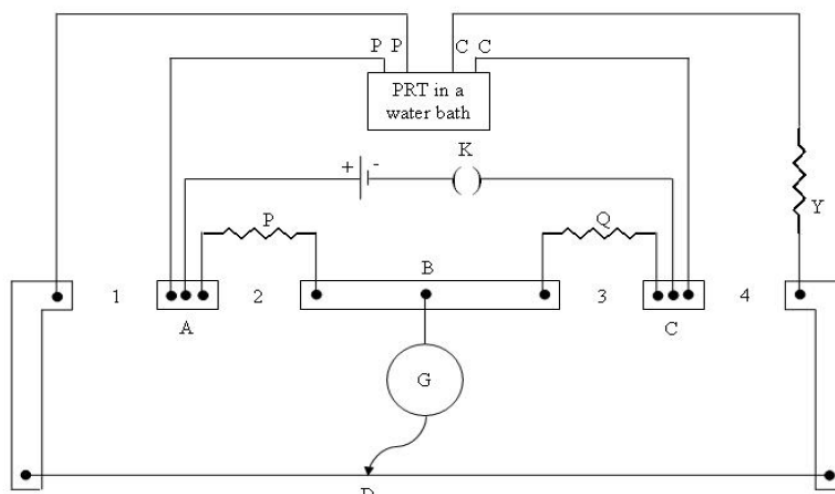 P P C C
PRT in a
water bath
K
+ -
P Q Y
B
1 2 3 4
A C
G
D